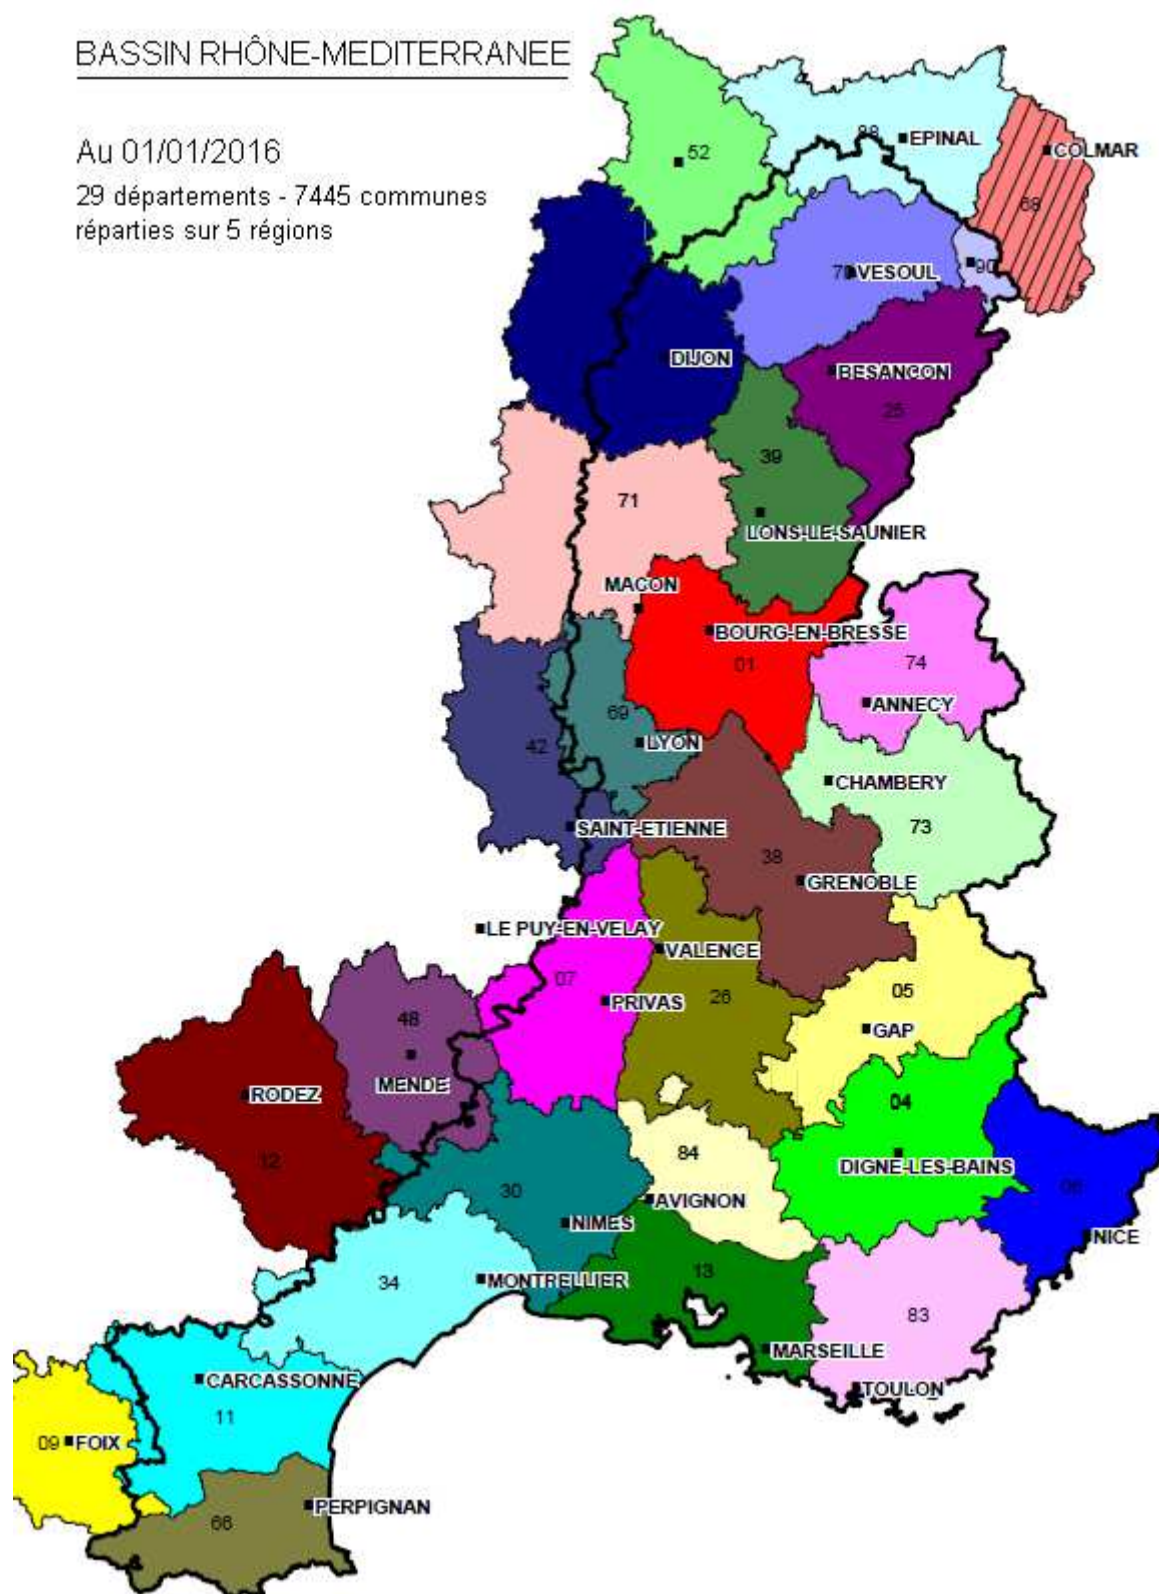 BASSIN RHÔNE-MEDITERRANEE
Au 01/01/2016
29 départements - 7445 communes
réparties sur 5 régions
52
88
EPINAL
COLMAR
68
VESOUL
90
DIJON
BESANCON
25
39
71
LONS-LE-SAUNIER
MACON
BOURG-EN-BRESSE
01
74
ANNECY
69
LYON
42
CHAMBERY
73
SAINT-ETIENNE
38
GRENOBLE
LE PUY-EN-VELAY
VALENCE
07
26
PRIVAS
05
GAP
48
MENDE
RODEZ
04
12
84
DIGNE-LES-BAINS
30
AVIGNON
06
NIMES
NICE
34
MONTRELLIER
13
83
MARSEILLE
CARCASSONNE
TOULON
11
09
FOIX
PERPIGNAN
66